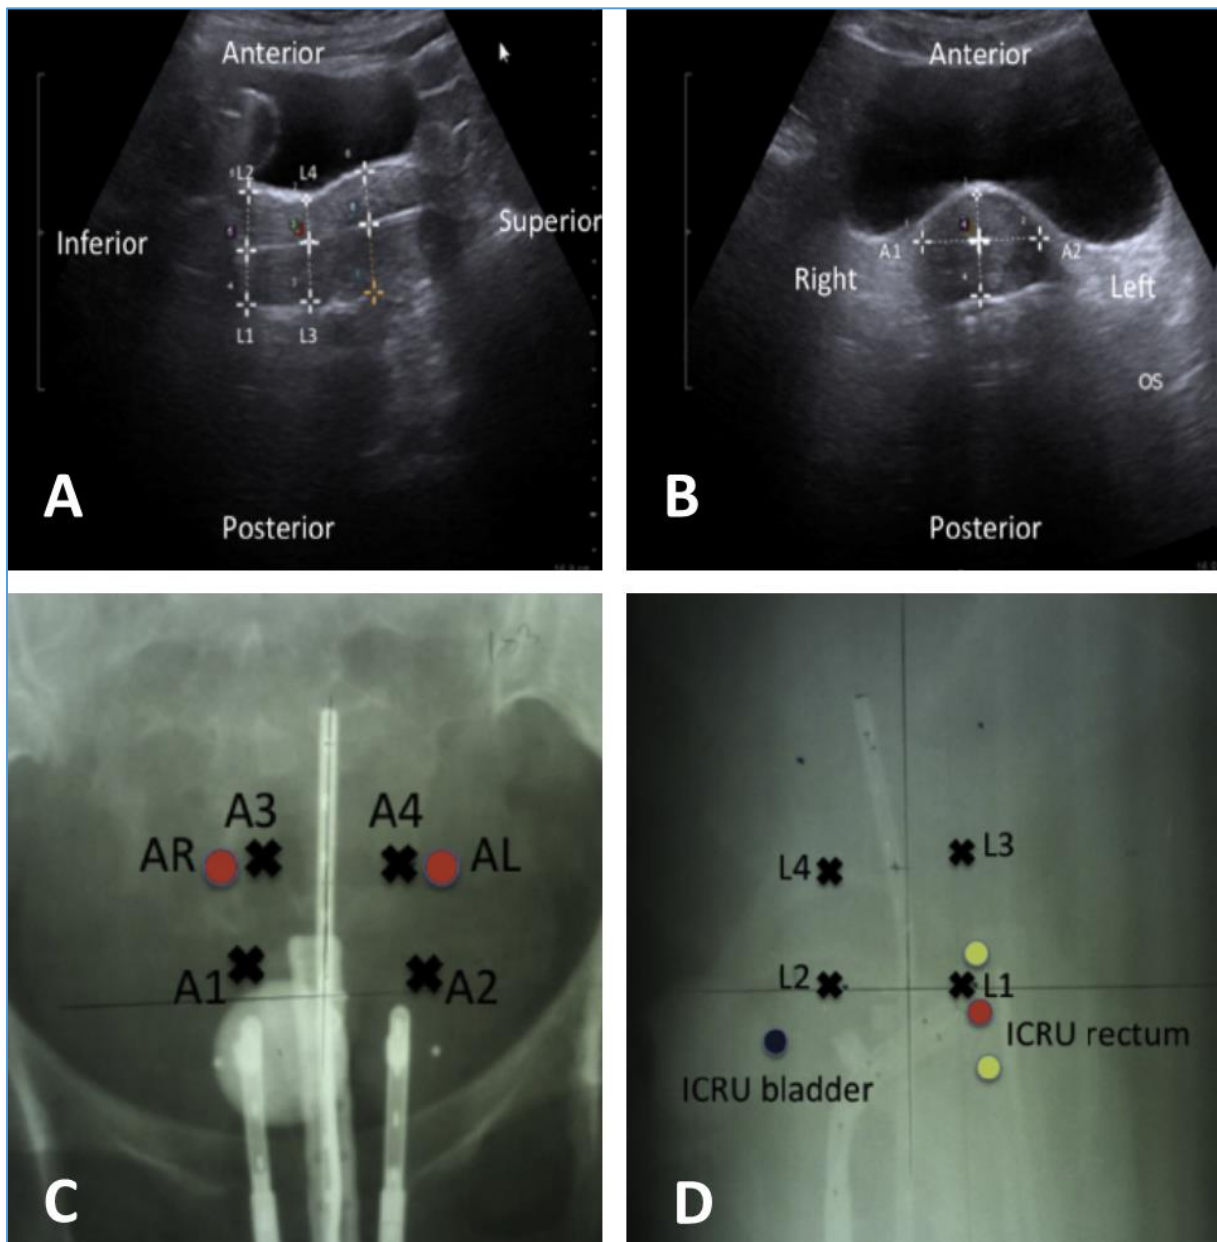 Anterior
L2
L4
Inferior
Superior
L1
L3
A
Posterior
Anterior
A1
A2
Right
Left
OS
B
Posterior
A3
A4
AR
AL
A1
A2
C
L4
L3
L2
L1
ICRU rectum
ICRU bladder
D